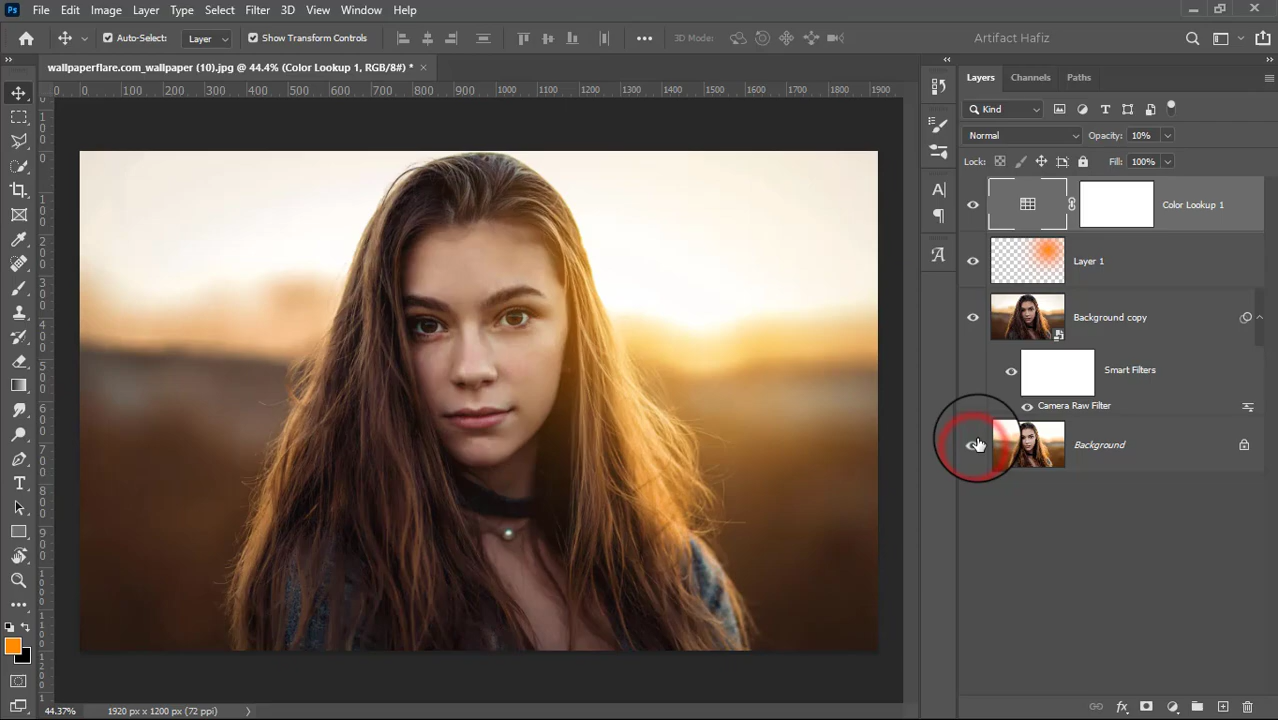 Ps File Edit Image Layer Type Select Filter 3D View Window Help
Auto-Select: Layer Show Transform Controls 3D Mode: Artifact Hafiz
wallpaperflare.com_wallpaper (10).jpg @ 44.4% (Color Lookup 1, RGB/8#) * ×
0 0 100 200 300 400 500 600 700 800 900 1000 1100 1200 1300 1400 1500 1600 1700 1800 1900
Layers Channels Paths
Kind
Normal Opacity: 10%
Lock: Fill: 100%
Color Lookup 1
Layer 1
Background copy
Smart Filters
Camera Raw Filter
Background
44.37% 1920 px x 1200 px (72 ppi)